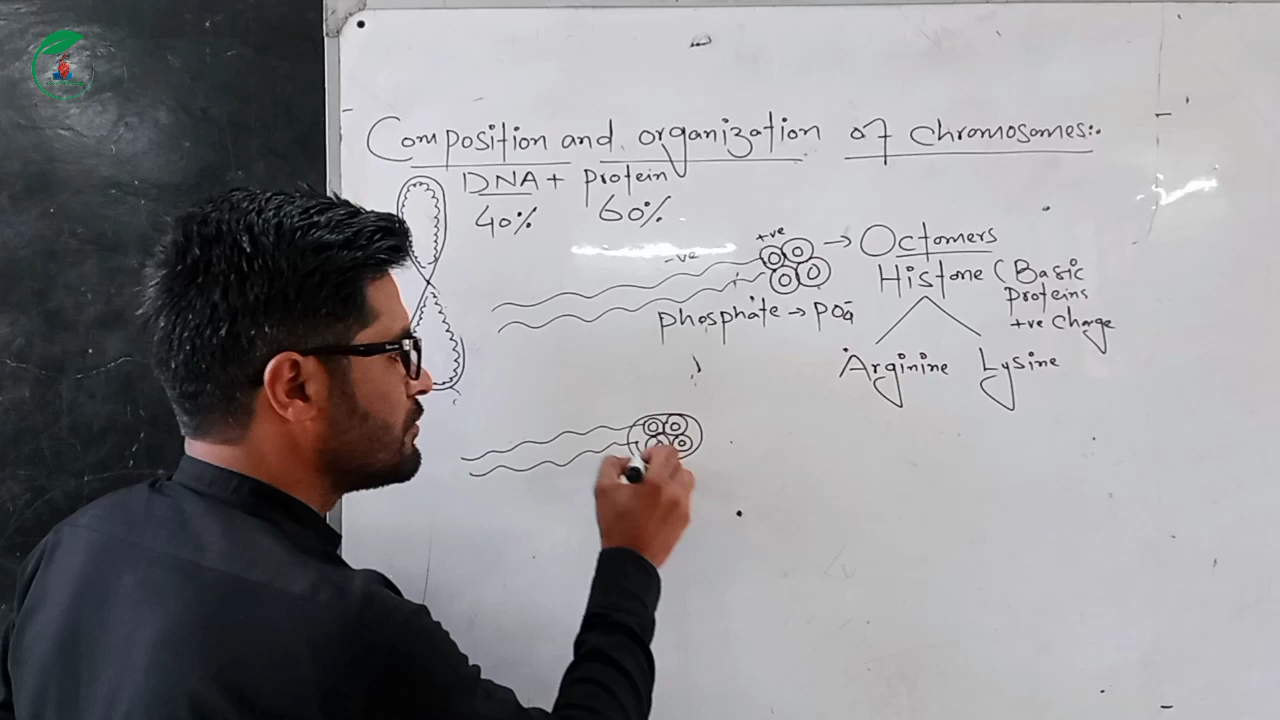 Composition and organization of chromosomes:.
DNA + protein
40% 60%
+ve
-ve
→ Octomers
Histone (Basic
proteins
+ve charge
phosphate → PO4-
Arginine Lysine